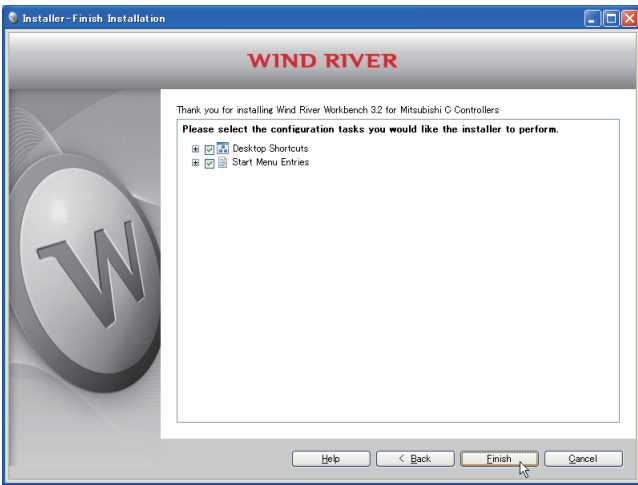 Installer-Finish Installation
WIND RIVER
Thank you for installing Wind River Workbench 3.2 for Mitsubishi C Controllers
Please select the configuration tasks you would like the installer to perform.
Desktop Shortcuts
Start Menu Entries
W
Help < Back Finish Cancel